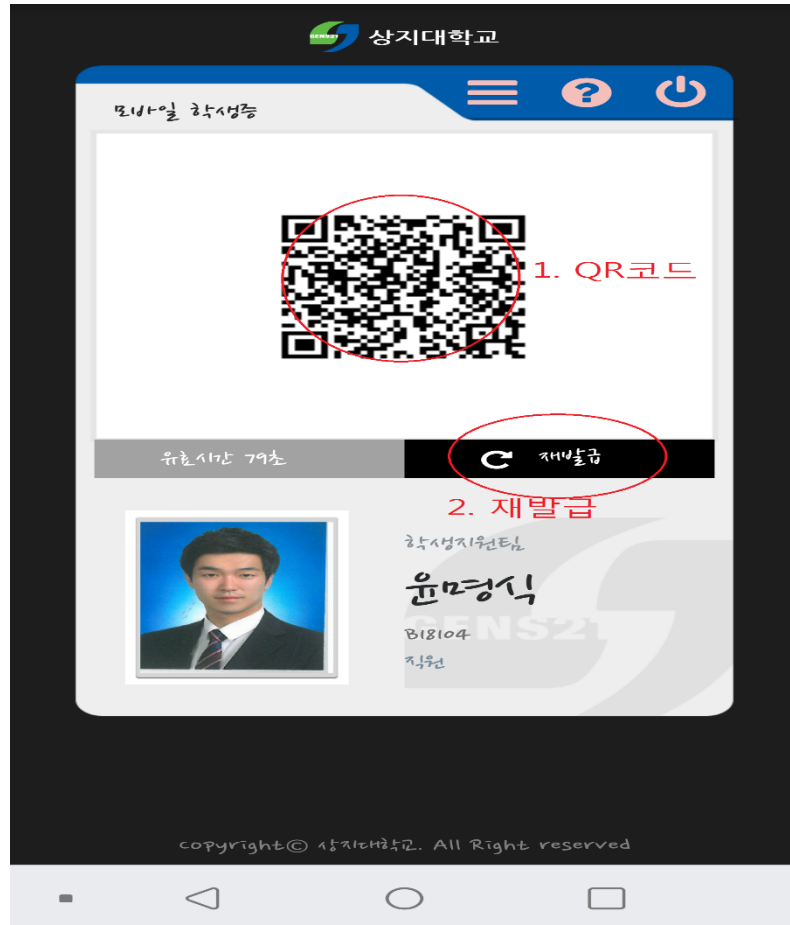 GENS21 상지대학교
모바일 학생증
?
1. QR코드
유효시간 79초
재발급
2. 재발급
학생지원팀
윤명식
B18104
GENS21
직원
copyright© 상지대학교. All Right reserved